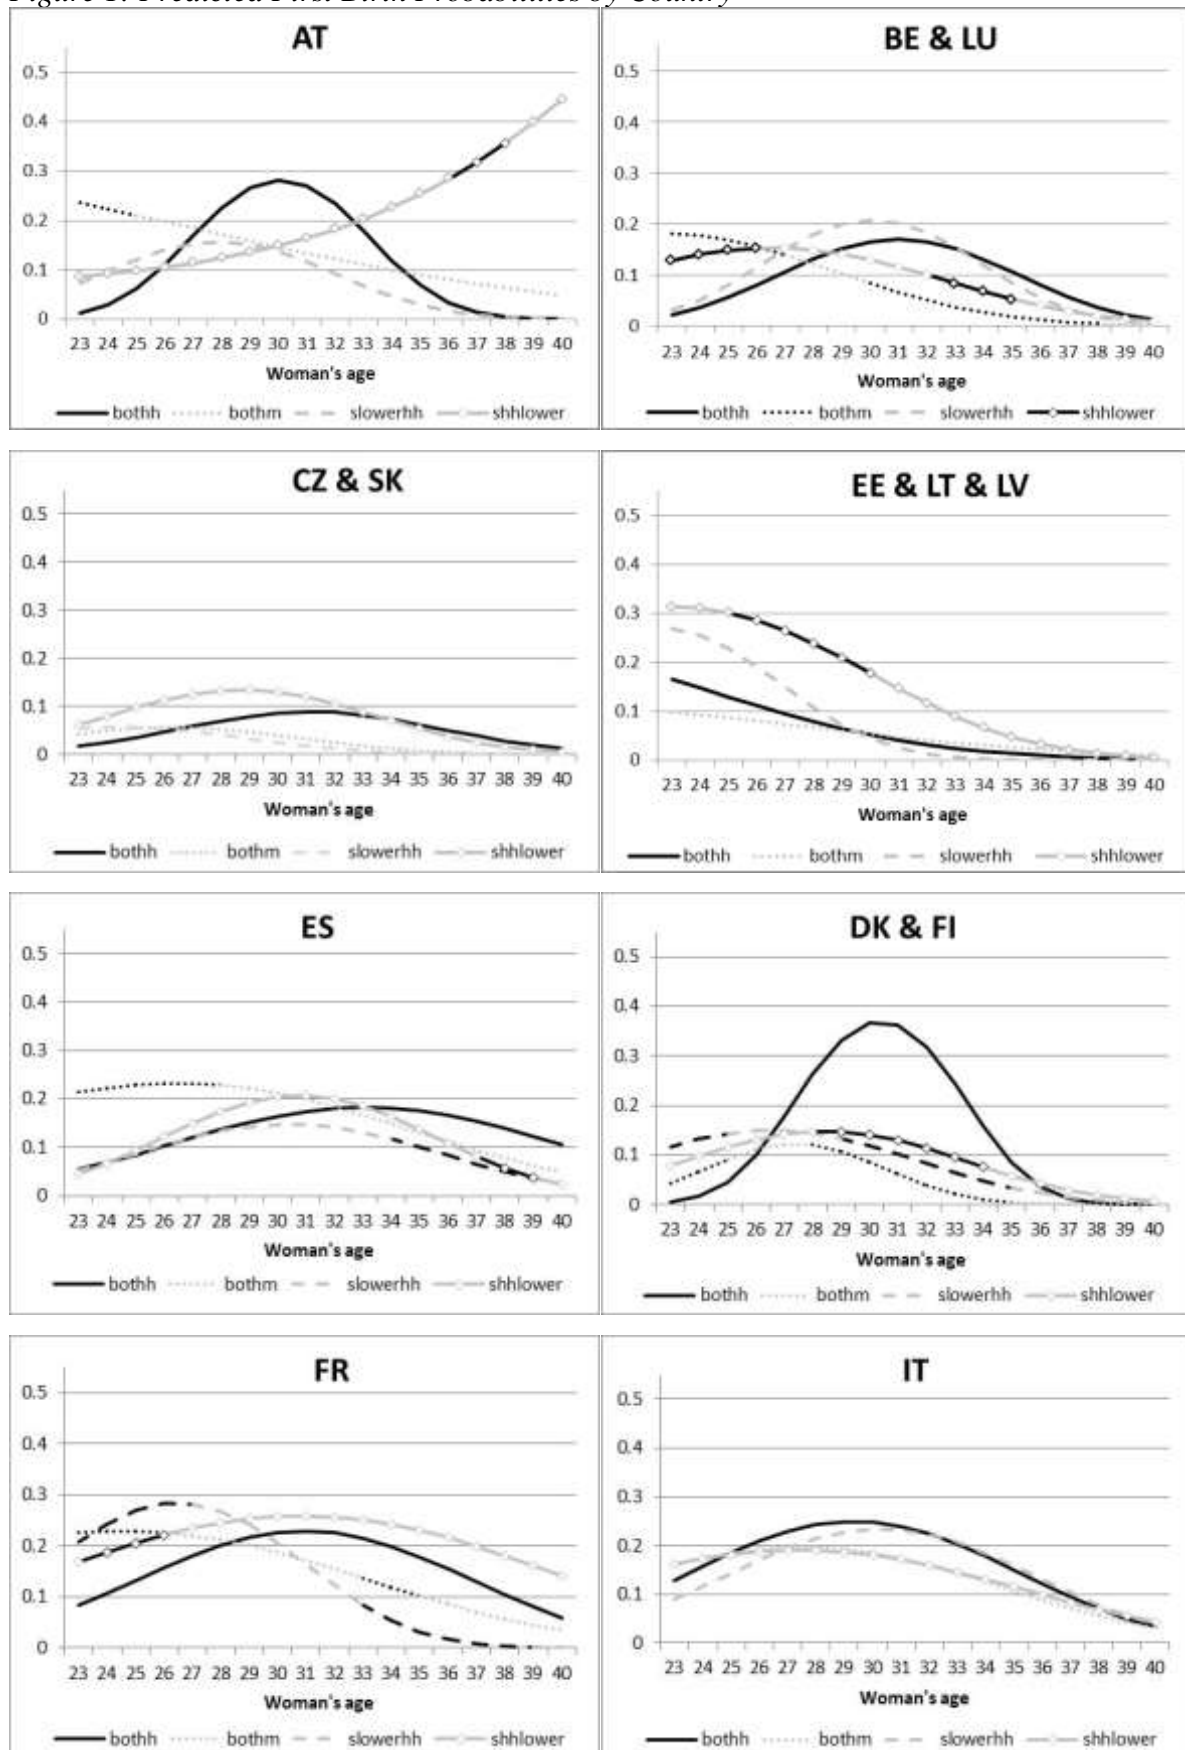 Figure 1. Predicted First Birth Probabilities by Country
AT
0.5
0.4
0.3
0.2
0.1
0
23 24 25 26 27 28 29 30 31 32 33 34 35 36 37 38 39 40
Woman's age
bothh bothm slowerhh shhlower
BE & LU
0.5
0.4
0.3
0.2
0.1
0
23 24 25 26 27 28 29 30 31 32 33 34 35 36 37 38 39 40
Woman's age
bothh bothm slowerhh shhlower
CZ & SK
0.5
0.4
0.3
0.2
0.1
0
23 24 25 26 27 28 29 30 31 32 33 34 35 36 37 38 39 40
Woman's age
bothh bothm slowerhh shhlower
EE & LT & LV
0.5
0.4
0.3
0.2
0.1
0
23 24 25 26 27 28 29 30 31 32 33 34 35 36 37 38 39 40
Woman's age
bothh bothm slowerhh shhlower
ES
0.5
0.4
0.3
0.2
0.1
0
23 24 25 26 27 28 29 30 31 32 33 34 35 36 37 38 39 40
Woman's age
bothh bothm slowerhh shhlower
DK & FI
0.5
0.4
0.3
0.2
0.1
0
23 24 25 26 27 28 29 30 31 32 33 34 35 36 37 38 39 40
Woman's age
bothh bothm slowerhh shhlower
FR
0.5
0.4
0.3
0.2
0.1
0
23 24 25 26 27 28 29 30 31 32 33 34 35 36 37 38 39 40
Woman's age
bothh bothm slowerhh shhlower
IT
0.5
0.4
0.3
0.2
0.1
0
23 24 25 26 27 28 29 30 31 32 33 34 35 36 37 38 39 40
Woman's age
bothh bothm slowerhh shhlower